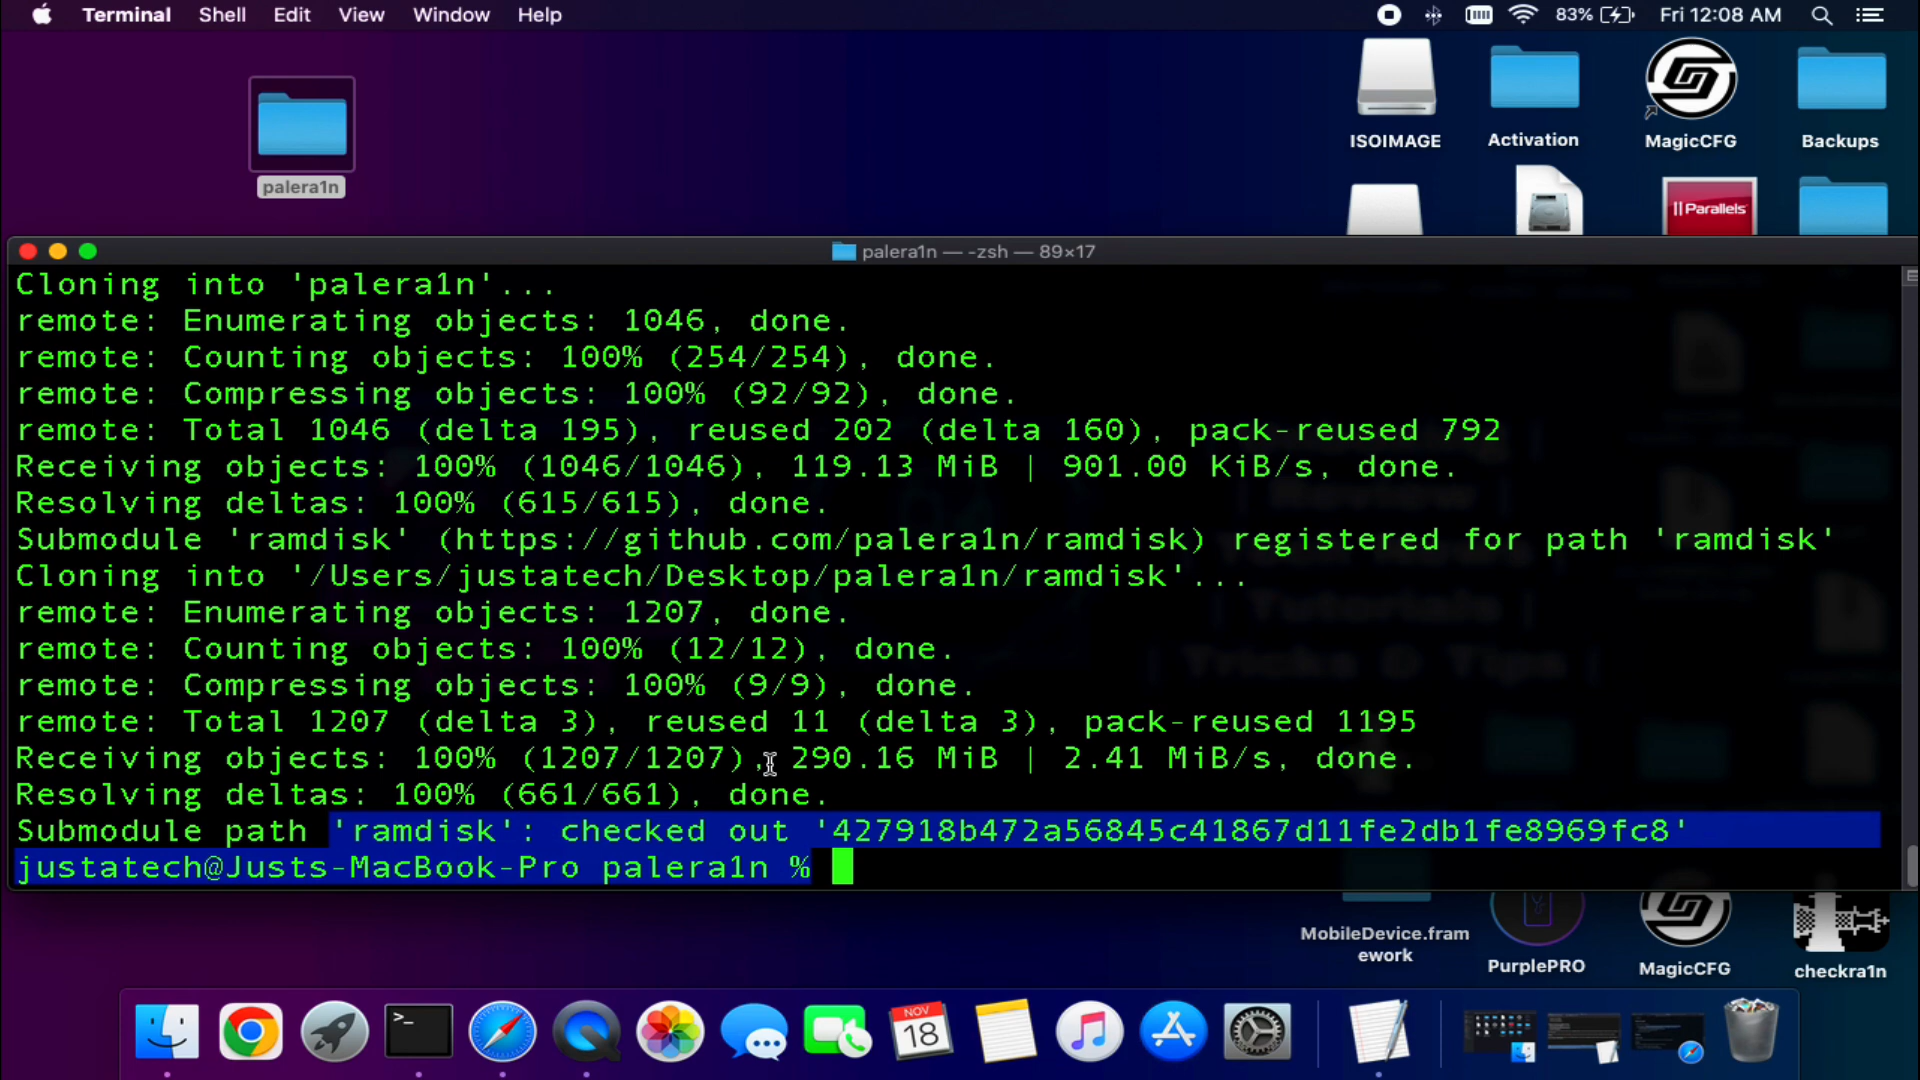 Terminal Shell Edit View Window Help 83% Fri 12:08 AM
palera1n
ISOIMAGE Activation MagicCFG Backups
Parallels
palera1n — -zsh — 89×17
Cloning into 'palera1n'...
remote: Enumerating objects: 1046, done.
remote: Counting objects: 100% (254/254), done.
remote: Compressing objects: 100% (92/92), done.
remote: Total 1046 (delta 195), reused 202 (delta 160), pack-reused 792
Receiving objects: 100% (1046/1046), 119.13 MiB | 901.00 KiB/s, done.
Resolving deltas: 100% (615/615), done.
Submodule 'ramdisk' (https://github.com/palera1n/ramdisk) registered for path 'ramdisk'
Cloning into '/Users/justatech/Desktop/palera1n/ramdisk'...
remote: Enumerating objects: 1207, done.
remote: Counting objects: 100% (12/12), done.
remote: Compressing objects: 100% (9/9), done.
remote: Total 1207 (delta 3), reused 11 (delta 3), pack-reused 1195
Receiving objects: 100% (1207/1207), 290.16 MiB | 2.41 MiB/s, done.
Resolving deltas: 100% (661/661), done.
Submodule path 'ramdisk': checked out '427918b472a56845c41867d11fe2db1fe8969fc8'
justatech@Justs-MacBook-Pro palera1n %
| Review |
| Tutorials |
| Tricks & Tips |
MobileDevice.fram
ework
PurplePRO MagicCFG checkra1n
NOV
18